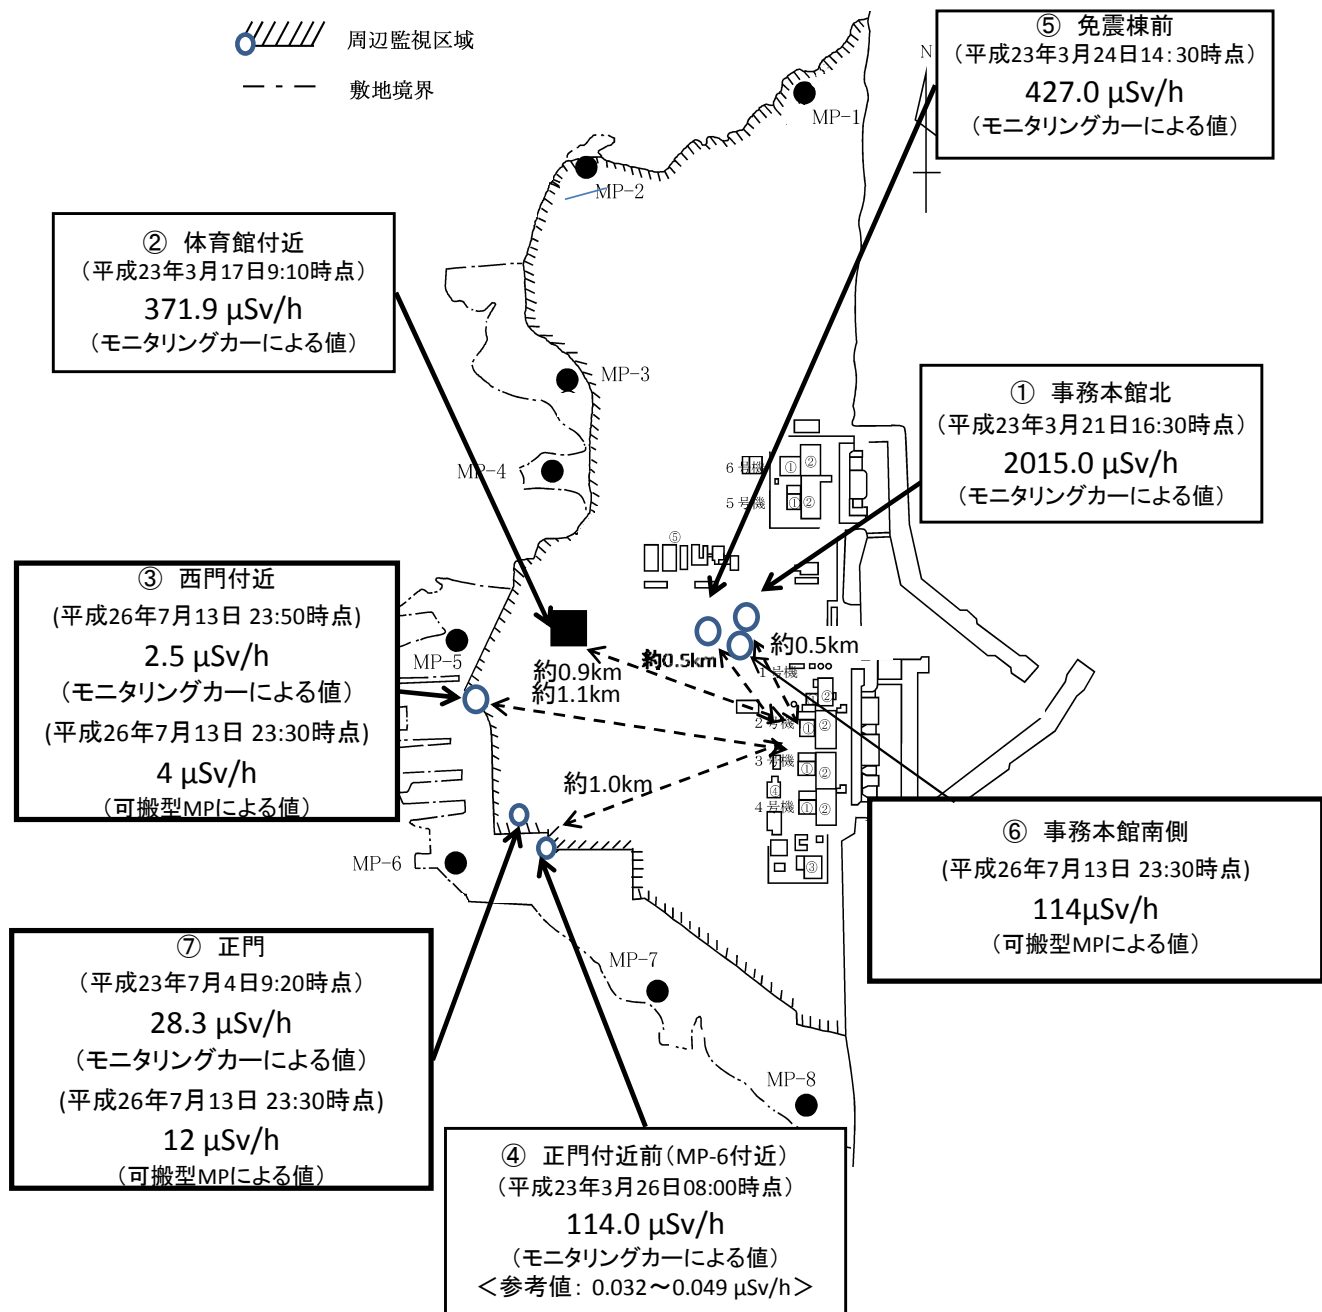 周辺監視区域
敷地境界
⑤ 免震棟前
(平成23年3月24日14:30時点)
427.0 μSv/h
(モニタリングカーによる値)
N
MP-1
MP-2
② 体育館付近
(平成23年3月17日9:10時点)
371.9 μSv/h
(モニタリングカーによる値)
MP-3
① 事務本館北
(平成23年3月21日16:30時点)
2015.0 μSv/h
(モニタリングカーによる値)
MP-4
6号機
① ②
5号機
① ②
⑤
③ 西門付近
(平成26年7月13日 23:50時点)
2.5 μSv/h
(モニタリングカーによる値)
(平成26年7月13日 23:30時点)
4 μSv/h
(可搬型MPによる値)
MP-5
約0.9km
約1.1km
約0.5km
約0.5km
1号機
②
2号機
① ②
3号機
① ②
④
4号機
① ②
③
約1.0km
MP-6
⑥ 事務本館南側
(平成26年7月13日 23:30時点)
114μSv/h
(可搬型MPによる値)
⑦ 正門
(平成23年7月4日9:20時点)
28.3 μSv/h
(モニタリングカーによる値)
(平成26年7月13日 23:30時点)
12 μSv/h
(可搬型MPによる値)
MP-7
MP-8
④ 正門付近前(MP-6付近)
(平成23年3月26日08:00時点)
114.0 μSv/h
(モニタリングカーによる値)
<参考値: 0.032~0.049 μSv/h>